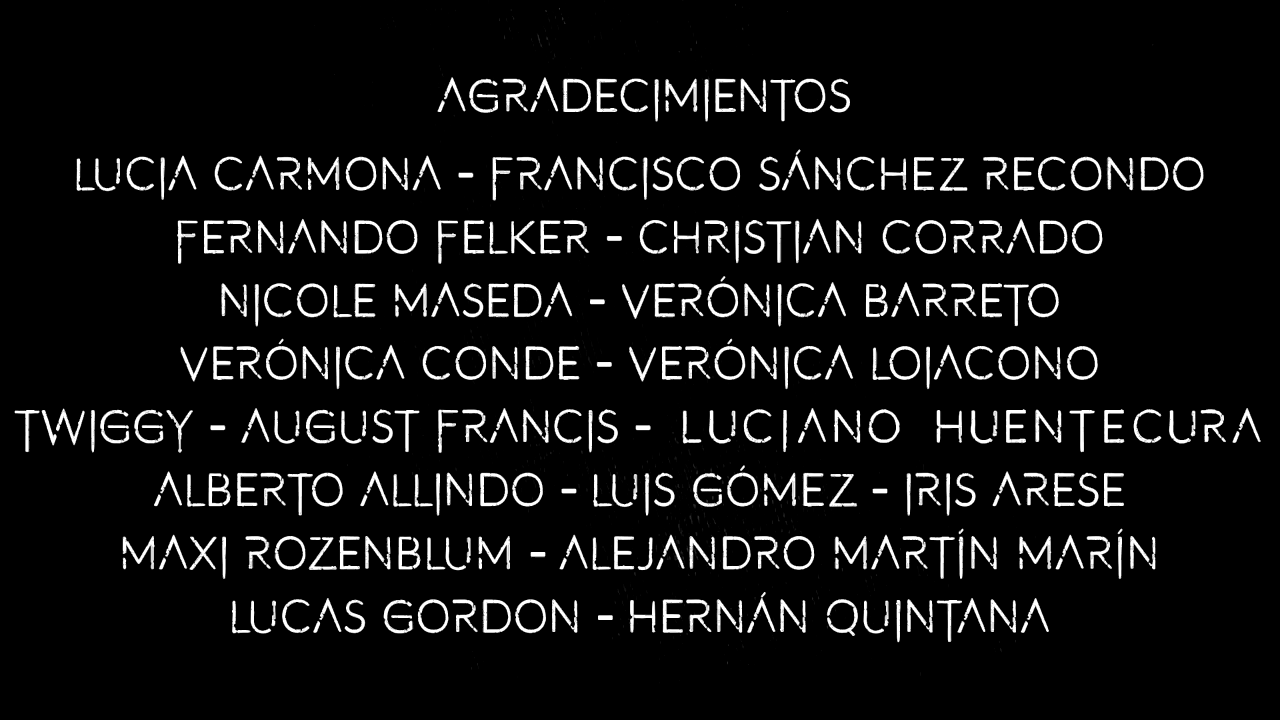 AGRADECIMIENTOS
LUCIA CARMONA - FRANCISCO SÁNCHEZ RECONDO
FERNANDO FELKER - CHRISTIAN CORRADO
NICOLE MASEDA - VERÓNICA BARRETO
VERÓNICA CONDE - VERÓNICA LOIACONO
TWIGGY - AUGUST FRANCIS - LUCIANO HUENTECURA
ALBERTO ALLINDO - LUIS GÓMEZ - IRIS ARESE
MAXI ROZENBLUM - ALEJANDRO MARTÍN MARÍN
LUCAS GORDON - HERNÁN QUINTANA